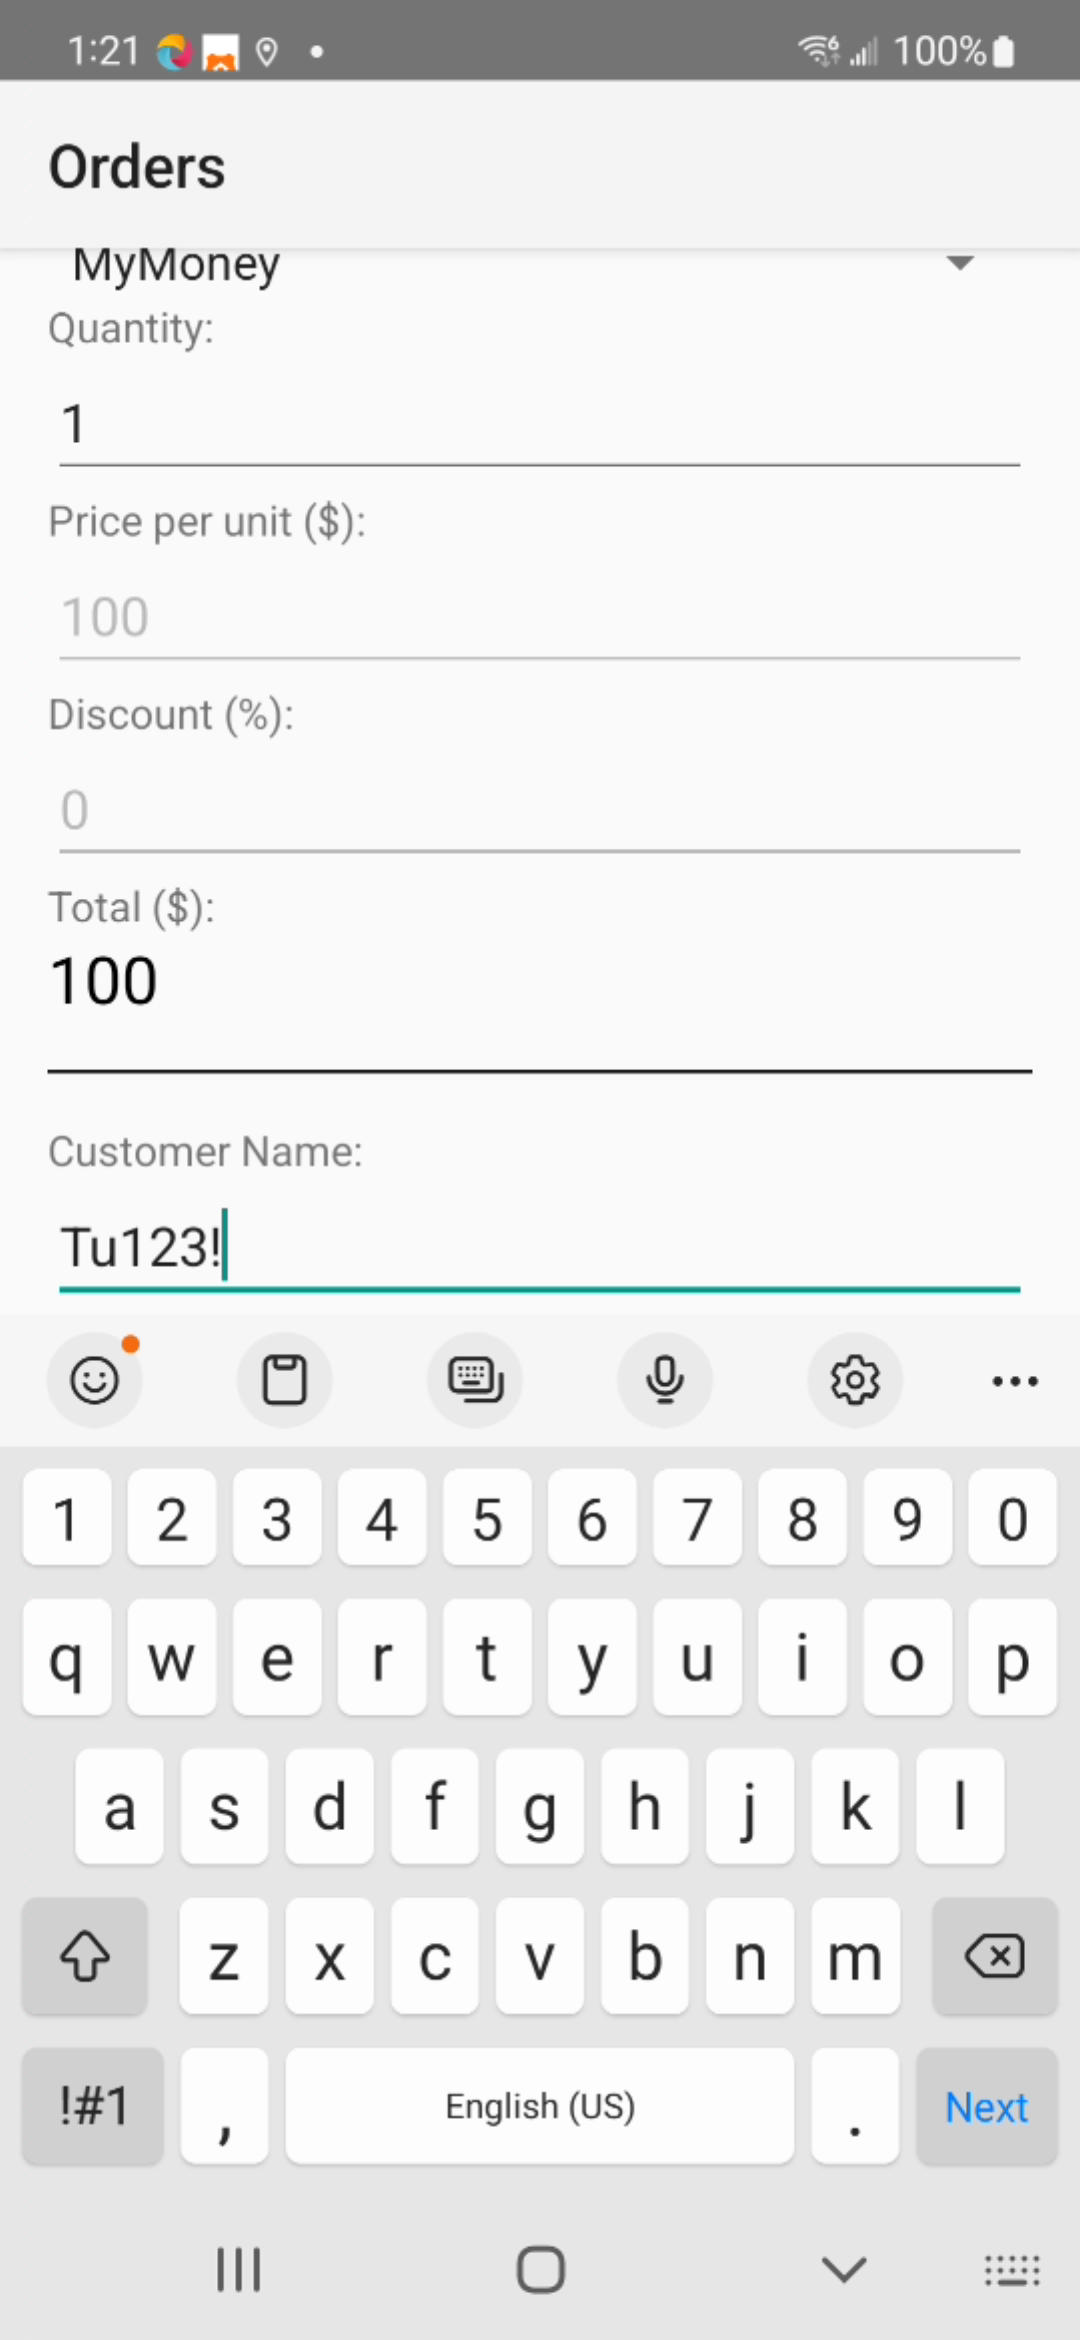 1:21
100%
Orders
MyMoney
Quantity:
1
Price per unit ($):
100
Discount (%):
0
Total ($):
100
Customer Name:
Tu123!
1 2 3 4 5 6 7 8 9 0
q w e r t y u i o p
a s d f g h j k l
z x c v b n m
!#1 , English (US) . Next